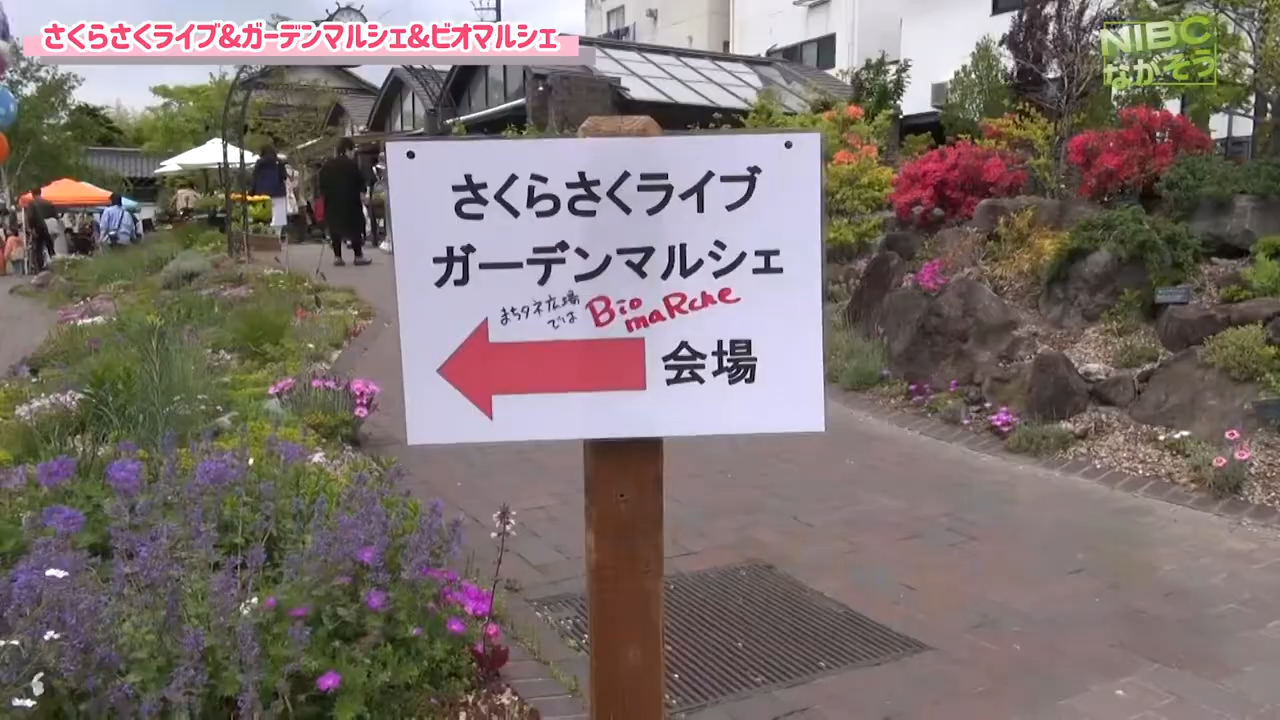 さくらさくライブ&ガーデンマルシェ&ビオマルシェ
NIBC
ながそう
さくらさくライブ
ガーデンマルシェ
まちタネ広場
では
Bio
maRche
会場